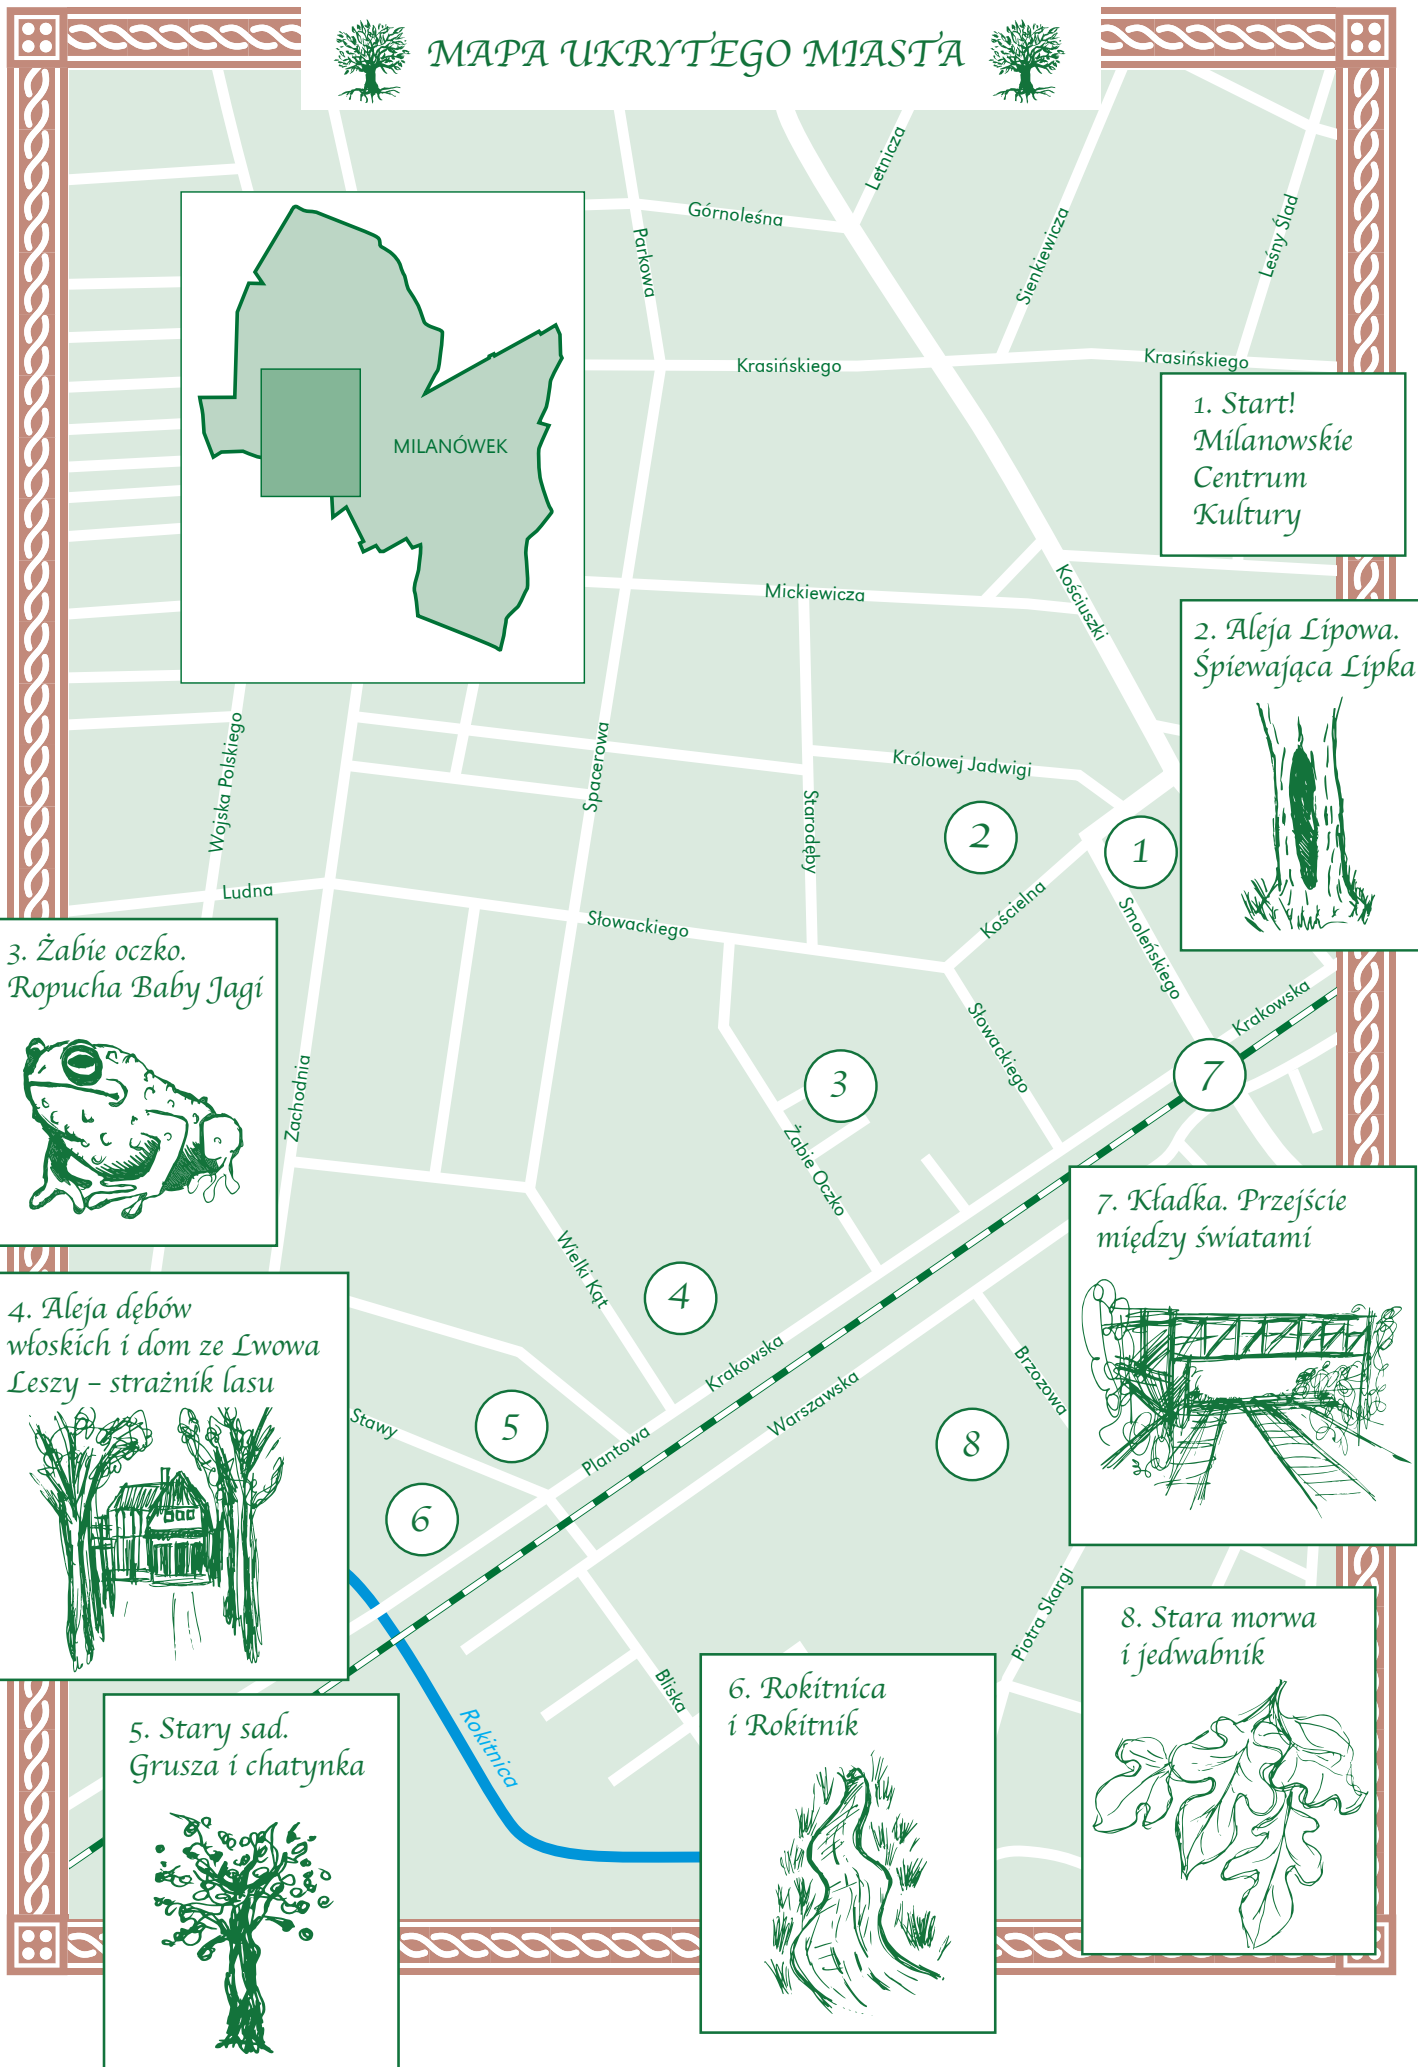 MAPA UKRYTEGO MIASTA
Letnicza
Górnoleśna
Parkowa
Sienkiewicza
Leśny Ślad
Krasińskiego
Krasińskiego
MILANÓWEK
1. Start!
Milanowskie
Centrum
Kultury
Mickiewicza
Kościuszki
2. Aleja Lipowa.
Śpiewająca Lipka
Wojska Polskiego
Spacerowa
Królowej Jadwigi
Starodęby
2
1
Ludna
Słowackiego
Kościelna
Smoleńskiego
3. Żabie oczko.
Ropucha Baby Jagi
Słowackiego
Krakowska
Zachodnia
3
7
Żabie Oczko
7. Kładka. Przejście
między światami
Wielki Kąt
4
4. Aleja dębów
włoskich i dom ze Lwowa
Leszy – strażnik lasu
Krakowska
Warszawska
Brzozowa
Stawy
5
Plantowa
8
6
Piotra Skargi
8. Stara morwa
i jedwabnik
Bliska
6. Rokitnica
i Rokitnik
Rokitnica
5. Stary sad.
Grusza i chatynka